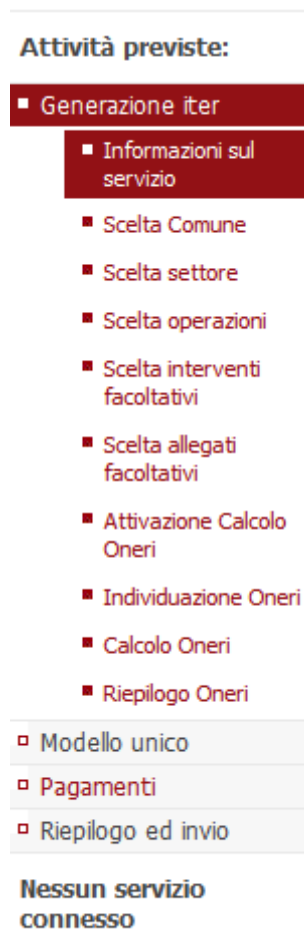 Attività previste:
Generazione iter
Informazioni sul
servizio
Scelta Comune
Scelta settore
Scelta operazioni
Scelta interventi
facoltativi
Scelta allegati
facoltativi
Attivazione Calcolo
Oneri
Individuazione Oneri
Calcolo Oneri
Riepilogo Oneri
Modello unico
Pagamenti
Riepilogo ed invio
Nessun servizio
connesso